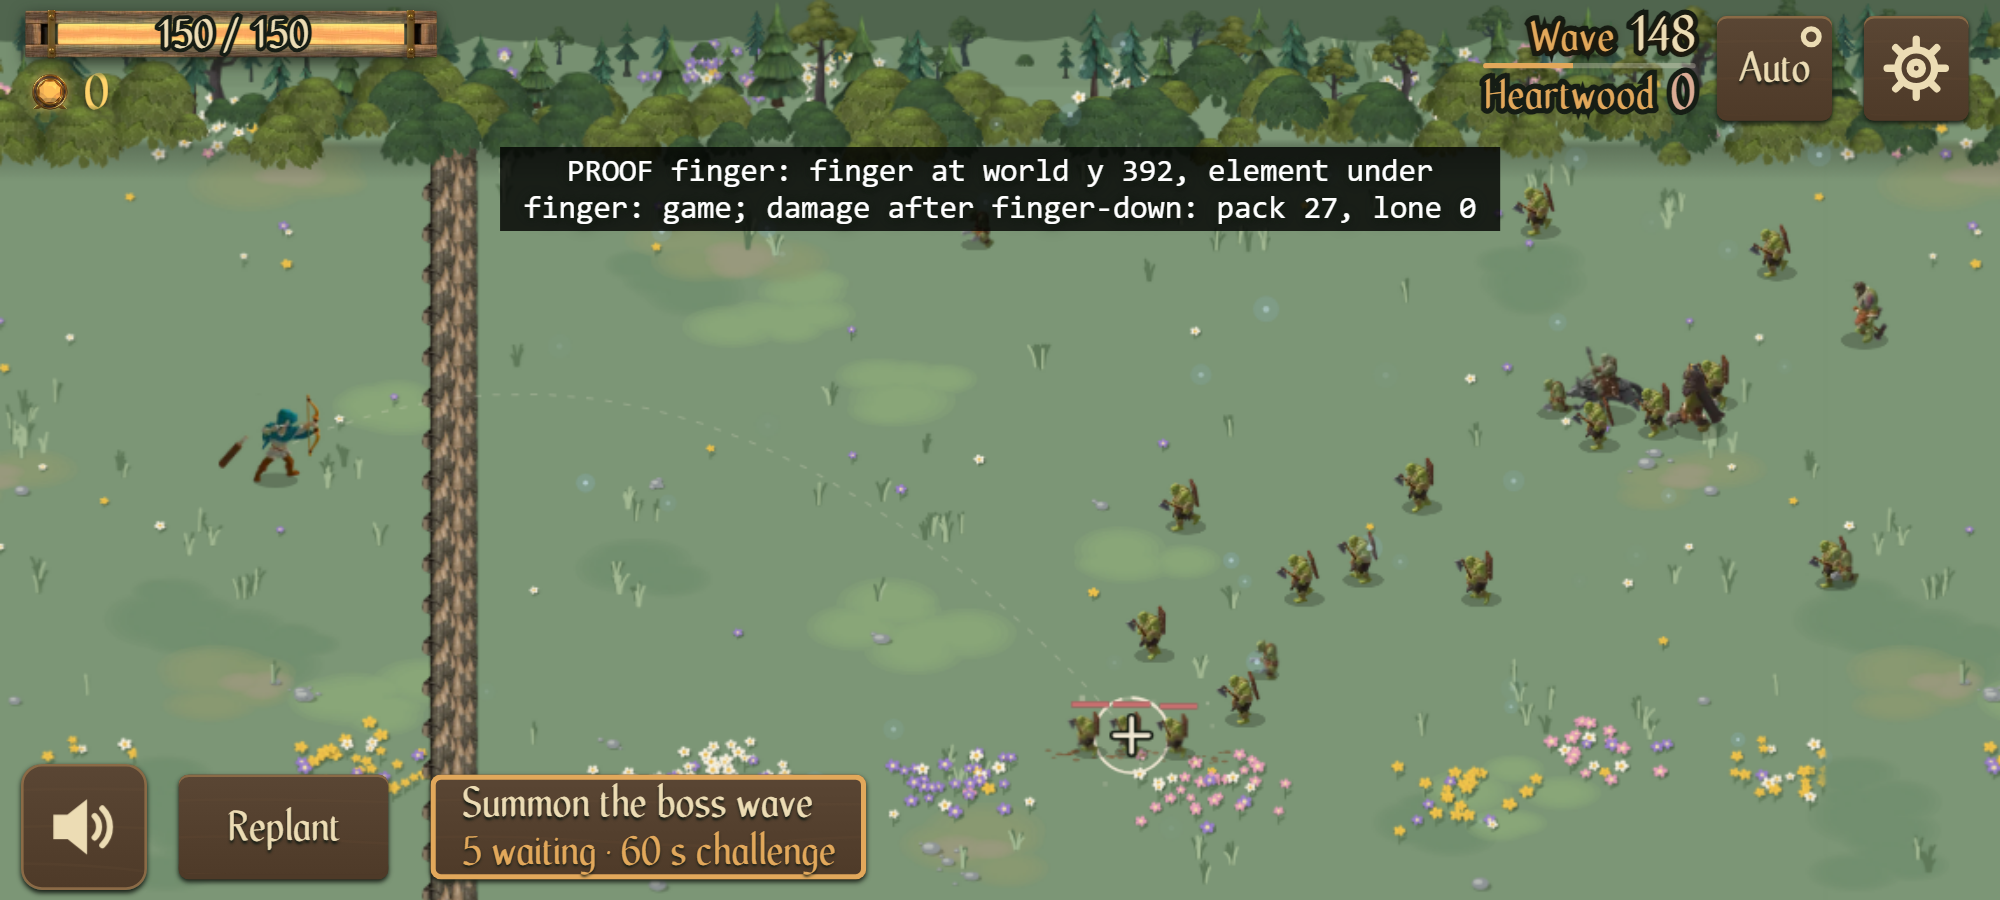 150 / 150
0
Wave 148
Heartwood 0
Auto
PROOF finger: finger at world y 392, element under
finger: game; damage after finger-down: pack 27, lone 0
Replant
Summon the boss wave
5 waiting · 60 s challenge